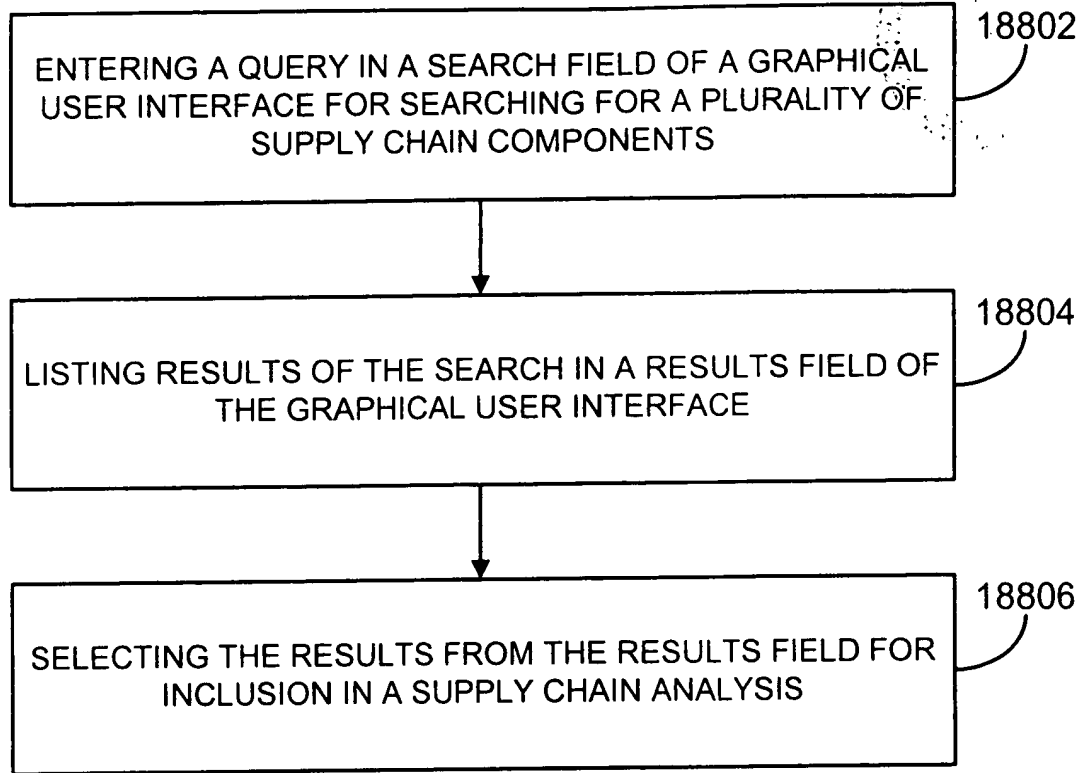 18802
ENTERING A QUERY IN A SEARCH FIELD OF A GRAPHICAL
USER INTERFACE FOR SEARCHING FOR A PLURALITY OF
SUPPLY CHAIN COMPONENTS
18804
LISTING RESULTS OF THE SEARCH IN A RESULTS FIELD OF
THE GRAPHICAL USER INTERFACE
18806
SELECTING THE RESULTS FROM THE RESULTS FIELD FOR
INCLUSION IN A SUPPLY CHAIN ANALYSIS